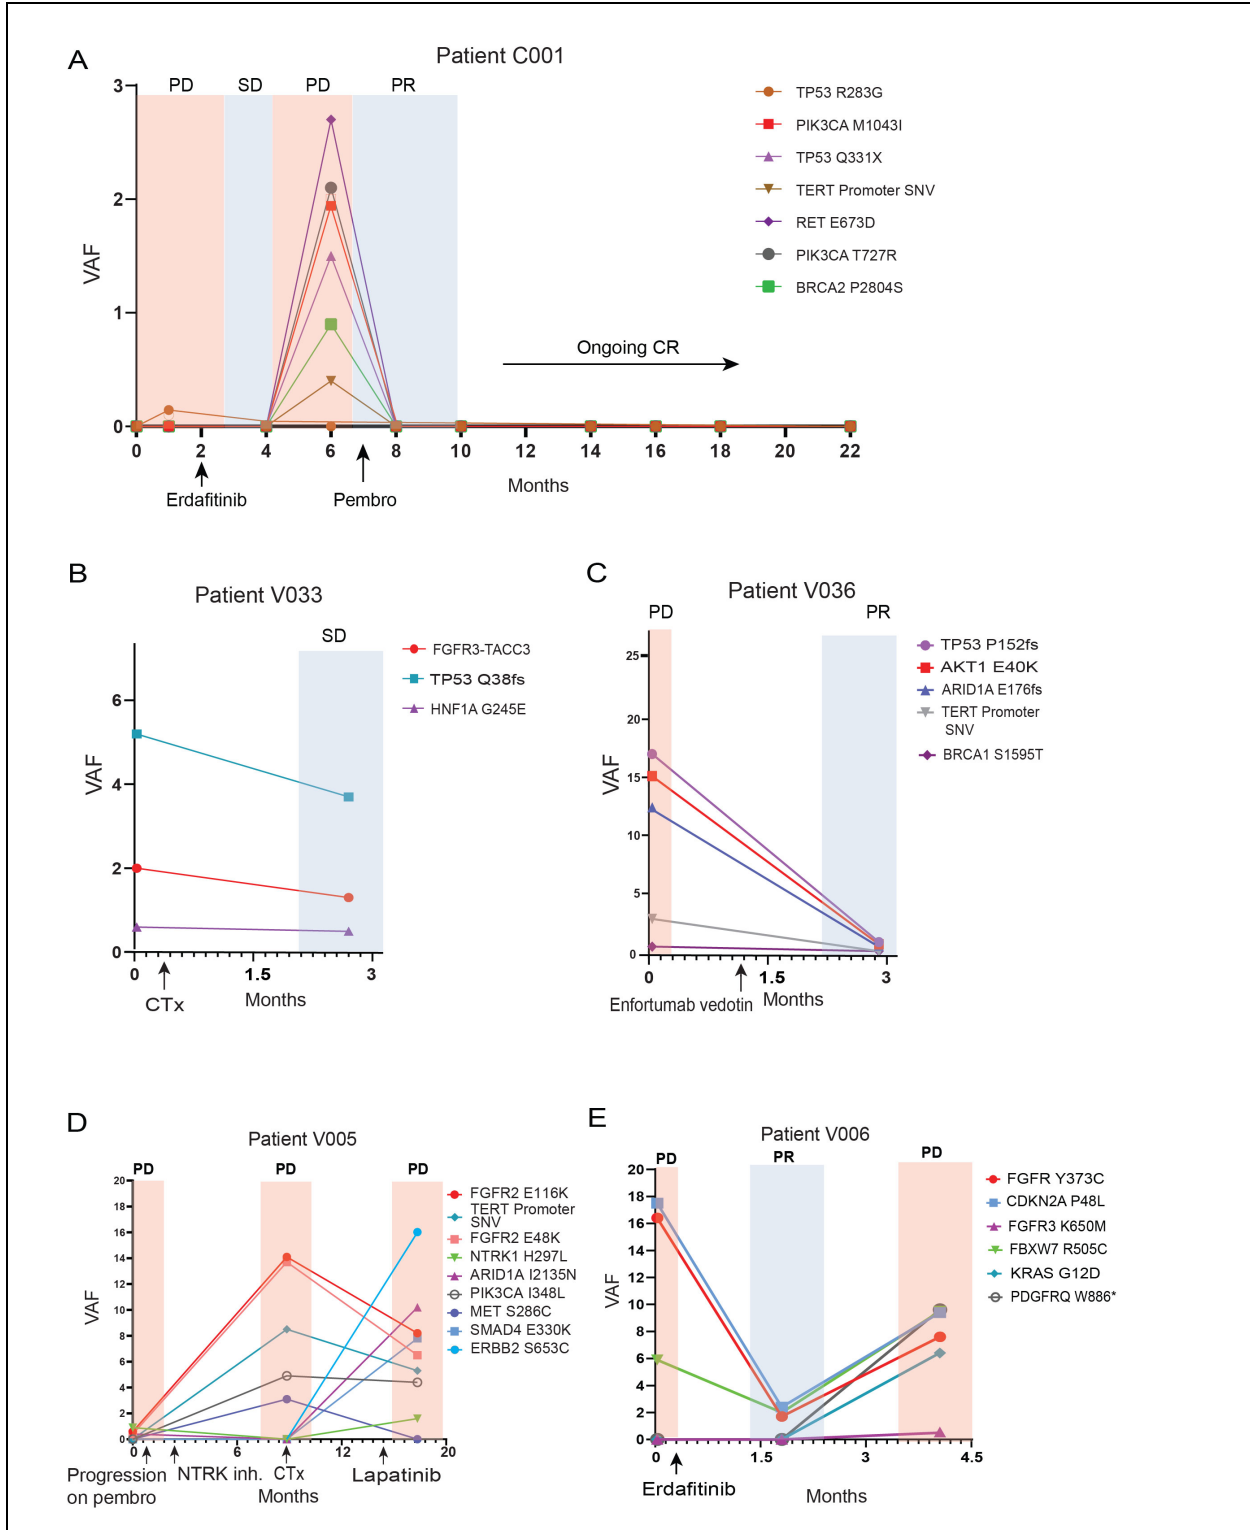 A
Patient C001
PD SD PD PR
3
2
1
0
VAF
0 2 4 6 8 10 12 14 16 18 20 22
Months
Erdafitinib
Pembro
Ongoing CR
TP53 R283G
PIK3CA M1043I
TP53 Q331X
TERT Promoter SNV
RET E673D
PIK3CA T727R
BRCA2 P2804S
B
Patient V033
SD
6
4
2
0
VAF
0 1.5 3
CTx
Months
FGFR3-TACC3
TP53 Q38fs
HNF1A G245E
C
Patient V036
PD PR
25
20
15
10
5
0
VAF
0 1.5 3
Enfortumab vedotin
Months
TP53 P152fs
AKT1 E40K
ARID1A E176fs
TERT Promoter
SNV
BRCA1 S1595T
D
Patient V005
PD PD PD
20
18
16
14
12
10
8
6
4
2
0
VAF
0 6 12 20
Progression
on pembro
NTRK inh.
CTx
Lapatinib
Months
FGFR2 E116K
TERT Promoter
SNV
FGFR2 E48K
NTRK1 H297L
ARID1A I2135N
PIK3CA I348L
MET S286C
SMAD4 E330K
ERBB2 S653C
E
Patient V006
PD PR PD
20
18
16
14
12
10
8
6
4
2
0
VAF
0 1.5 3 4.5
Erdafitinib
Months
FGFR Y373C
CDKN2A P48L
FGFR3 K650M
FBXW7 R505C
KRAS G12D
PDGFRQ W886*